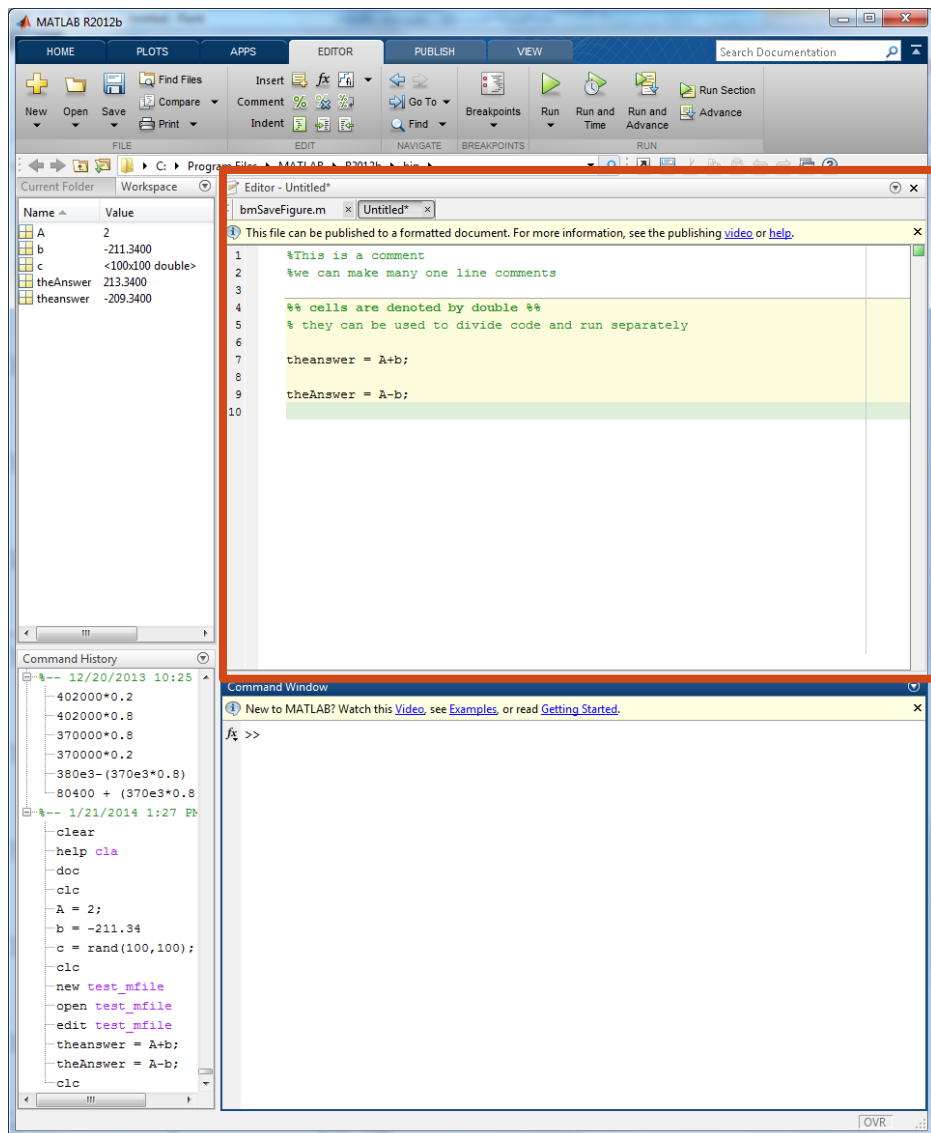 MATLAB R2012b
HOME PLOTS APPS EDITOR PUBLISH VIEW Search Documentation
New Open Save Find Files Compare Print
FILE
Insert fx
Comment
Indent
EDIT
Go To
Find
NAVIGATE
Breakpoints
BREAKPOINTS
Run Run and Time Run and Advance Run Section Advance
RUN
C: Program Files MATLAB R2012b bin
Current Folder Workspace
Name Value
A 2
b -211.3400
c <100x100 double>
theAnswer 213.3400
theanswer -209.3400
Editor - Untitled*
bmSaveFigure.m × Untitled* ×
This file can be published to a formatted document. For more information, see the publishing video or help.
1 %This is a comment
2 %we can make many one line comments
3
4 %% cells are denoted by double %%
5 % they can be used to divide code and run separately
6
7 theanswer = A+b;
8
9 theAnswer = A-b;
10
Command History
%-- 12/20/2013 10:25
402000*0.2
402000*0.8
370000*0.8
370000*0.2
380e3-(370e3*0.8)
80400 + (370e3*0.8
%-- 1/21/2014 1:27 PM
clear
help cla
doc
clc
A = 2;
b = -211.34
c = rand(100,100);
clc
new test_mfile
open test_mfile
edit test_mfile
theanswer = A+b;
theAnswer = A-b;
clc
Command Window
New to MATLAB? Watch this Video, see Examples, or read Getting Started.
fx >>
OVR